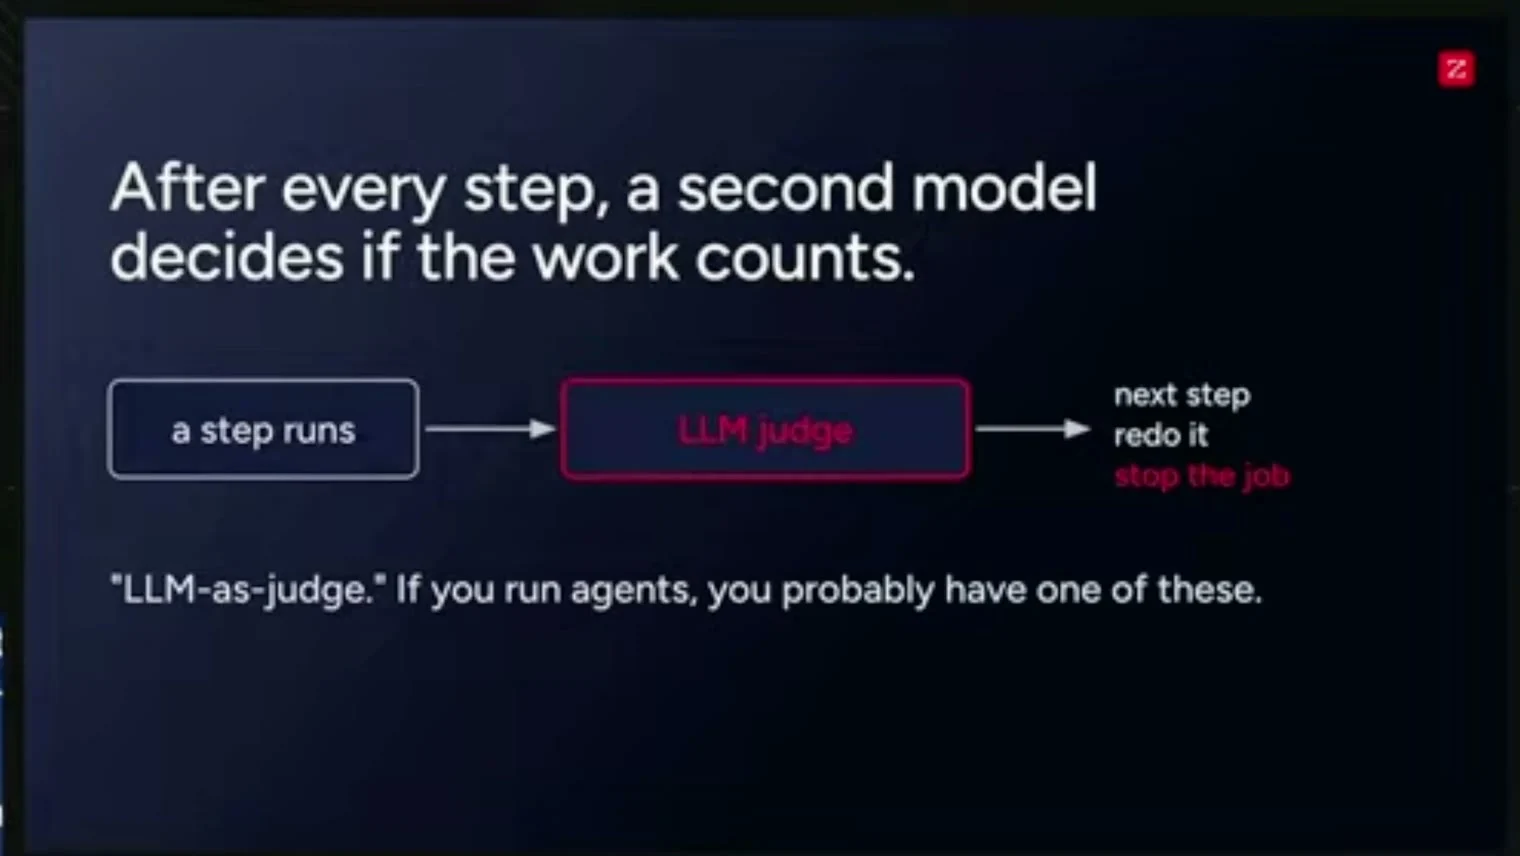 Z
After every step, a second model
decides if the work counts.
a step runs
LLM judge
next step
redo it
stop the job
"LLM-as-judge." If you run agents, you probably have one of these.